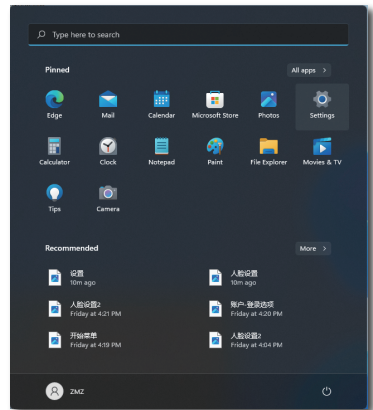 Type here to search
Pinned
All apps >
Edge
Mail
Calendar
Microsoft Store
Photos
Settings
Calculator
Clock
Notepad
Paint
File Explorer
Movies & TV
Tips
Camera
Recommended
More >
设置
10m ago
人脸设置
10m ago
人脸设置2
Friday at 4:21 PM
账户-登录选项
Friday at 4:20 PM
开始菜单
Friday at 4:19 PM
人脸设置2
Friday at 4:04 PM
ZMZ